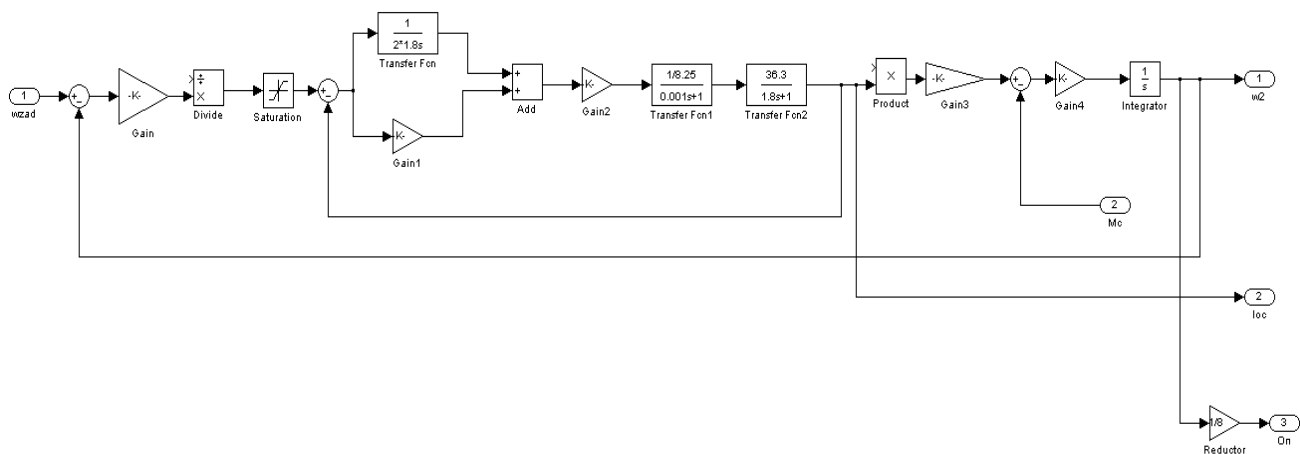 1
wzad
+
−
-K-
Gain
÷
×
Divide
Saturation
+
−
1
2*1.8s
Transfer Fcn
K-
Gain1
+
+
Add
K-
Gain2
1/8.25
0.001s+1
Transfer Fcn1
36.3
1.8s+1
Transfer Fcn2
×
Product
-K-
Gain3
+
−
K-
Gain4
1
s
Integrator
1
w2
2
Mc
2
Ioc
1/8
Reductor
3
On